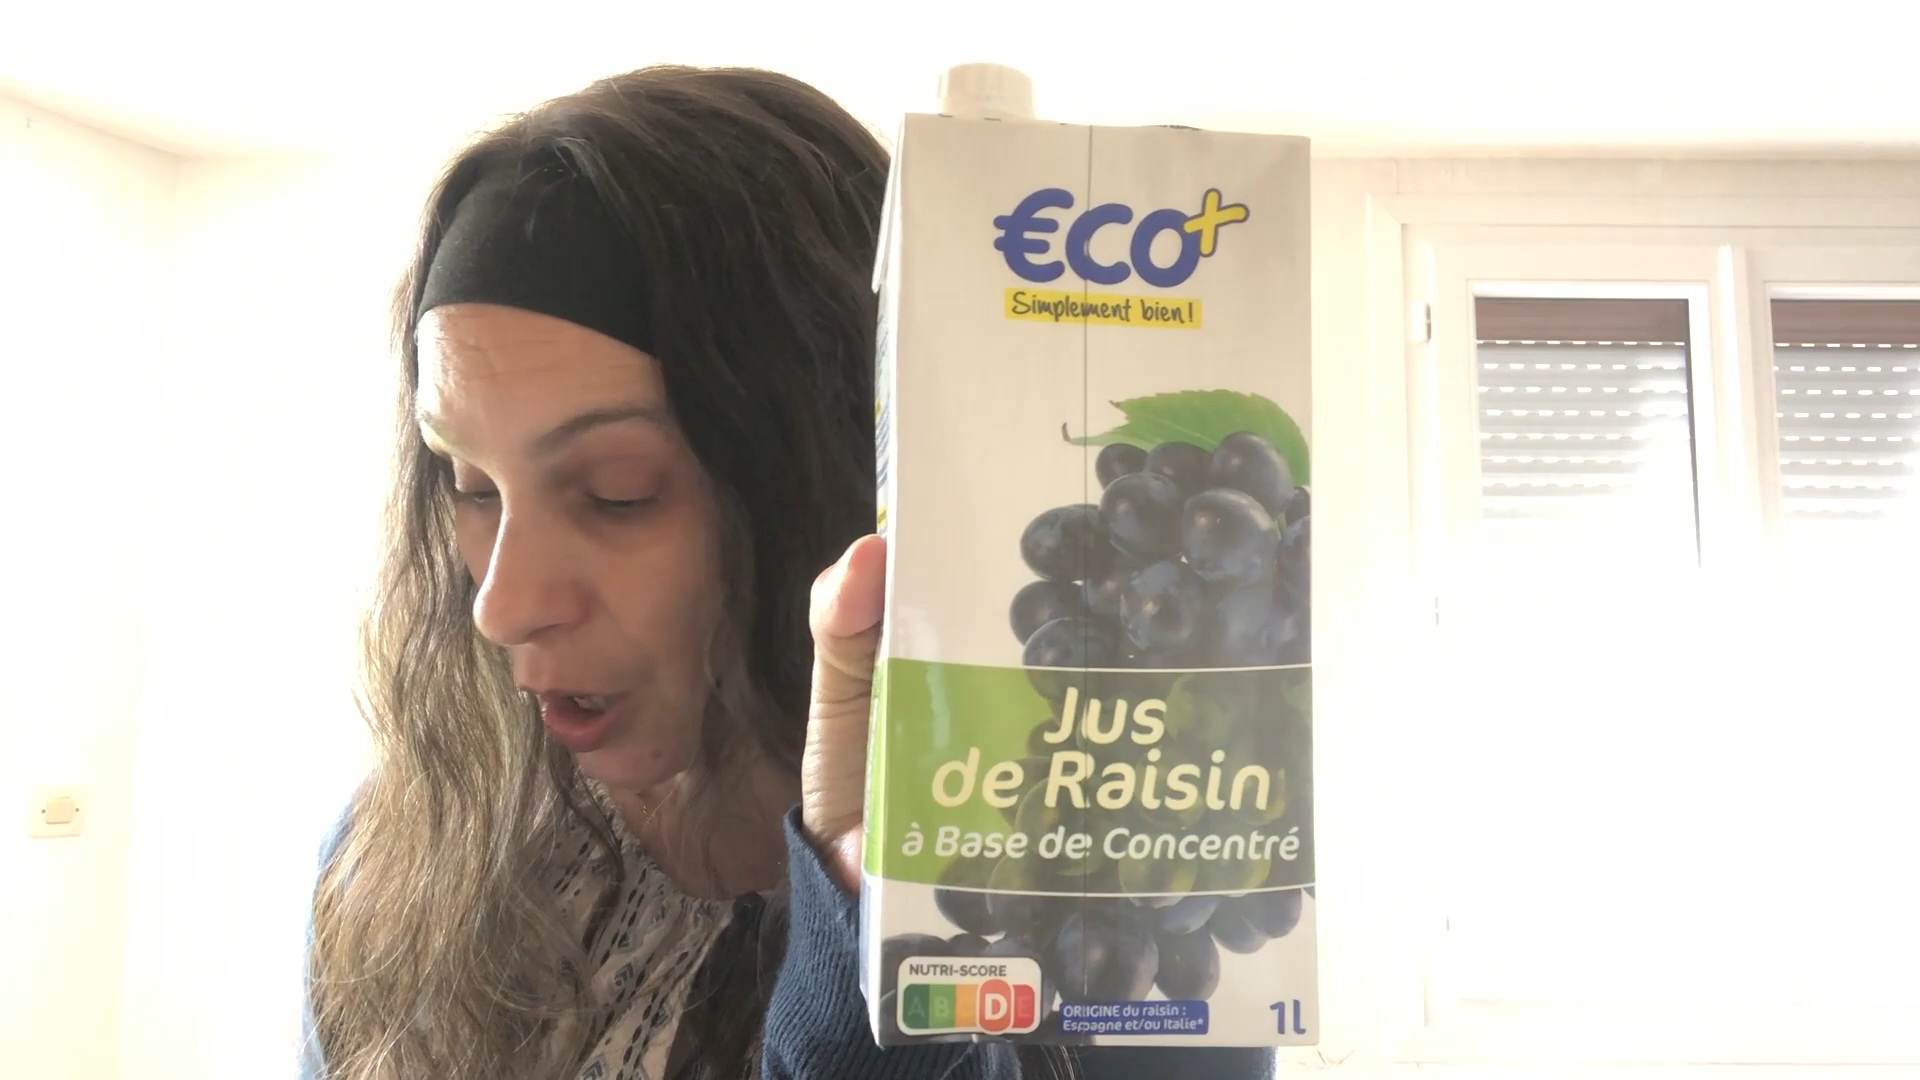 €co+
Simplement bien !
Jus
de Raisin
à Base de Concentré
NUTRI-SCORE
A B D E
ORIGINE du raisin :
Espagne et/ou Italie*
1L